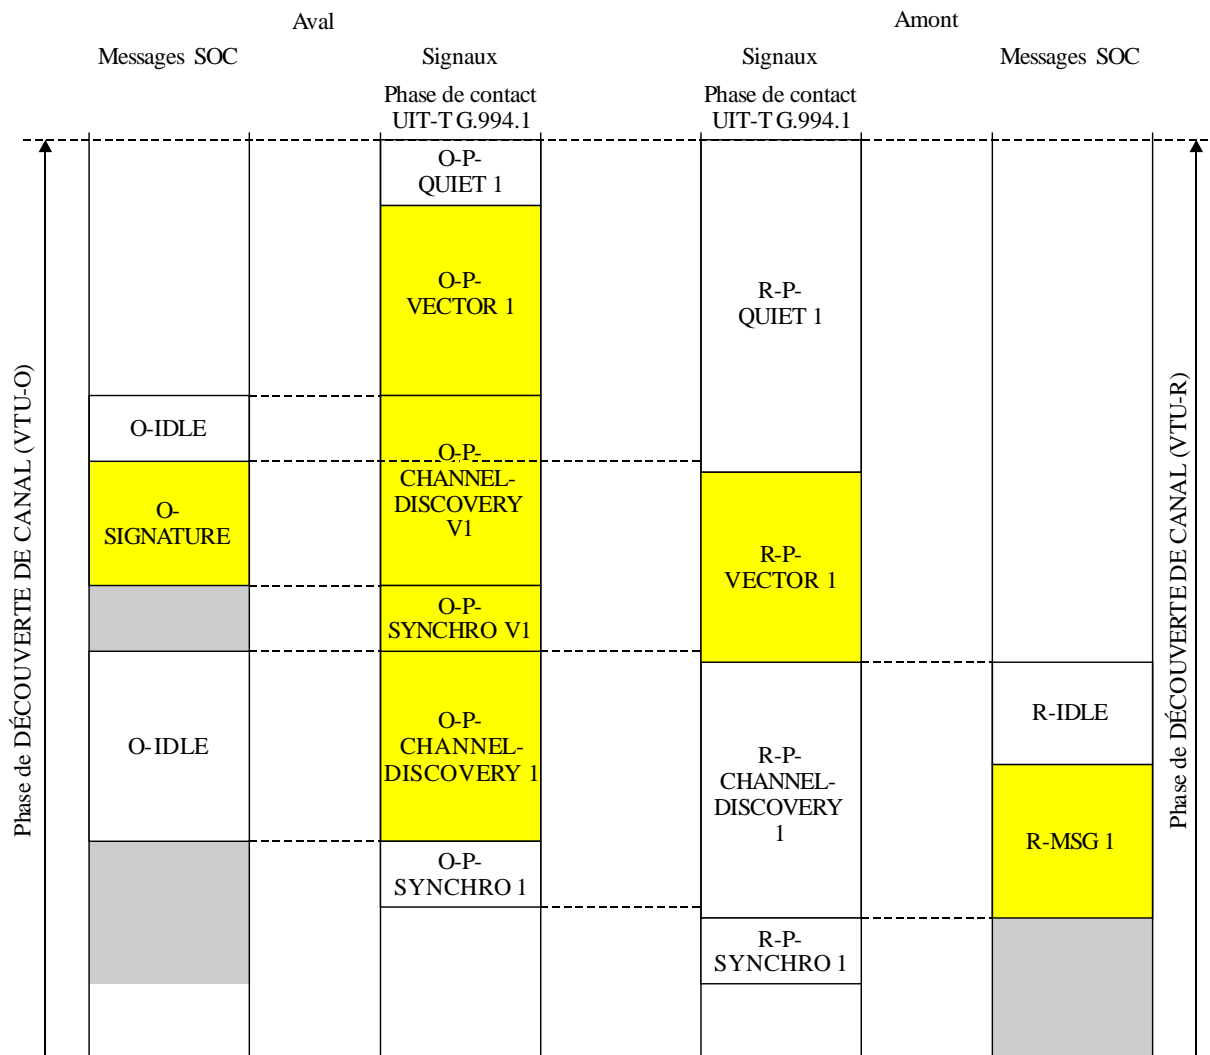 Aval
Amont
Messages SOC
Signaux
Signaux
Messages SOC
Phase de contact
UIT-T G.994.1
Phase de contact
UIT-T G.994.1
O-P-
QUIET 1
O-P-
VECTOR 1
R-P-
QUIET 1
O-IDLE
O-P-
CHANNEL-
DISCOVERY
V1
O-
SIGNATURE
R-P-
VECTOR 1
O-P-
SYNCHRO V1
O-IDLE
O-P-
CHANNEL-
DISCOVERY 1
R-P-
CHANNEL-
DISCOVERY
1
R-IDLE
R-MSG 1
O-P-
SYNCHRO 1
R-P-
SYNCHRO 1
Phase de DÉCOUVERTE DE CANAL (VTU-O)
Phase de DÉCOUVERTE DE CANAL (VTU-R)